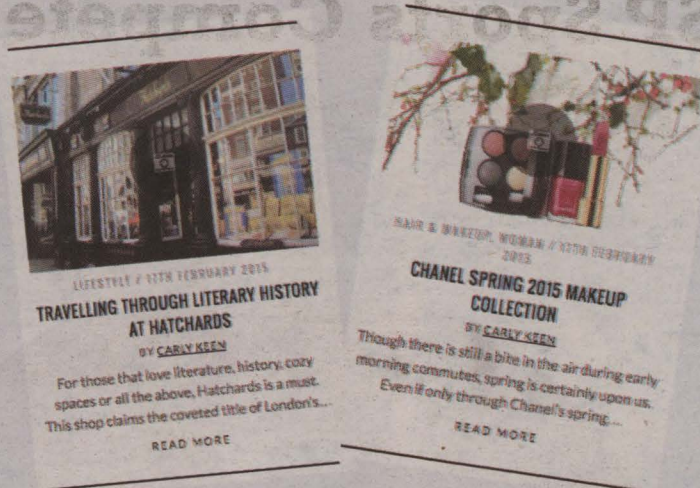 LIFESTYLE / 17TH FEBRUARY 2015
TRAVELLING THROUGH LITERARY HISTORY
AT HATCHARDS
BY CARLY KEEN
For those that love literature, history, cozy
spaces or all the above, Hatchards is a must.
This shop claims the coveted title of London's...
READ MORE
HAIR & MAKEUP, WOMAN / 17TH FEBRUARY
2015
CHANEL SPRING 2015 MAKEUP
COLLECTION
BY CARLY KEEN
Though there is still a bite in the air during early
morning commutes, spring is certainly upon us.
Even if only through Chanel's spring...
READ MORE